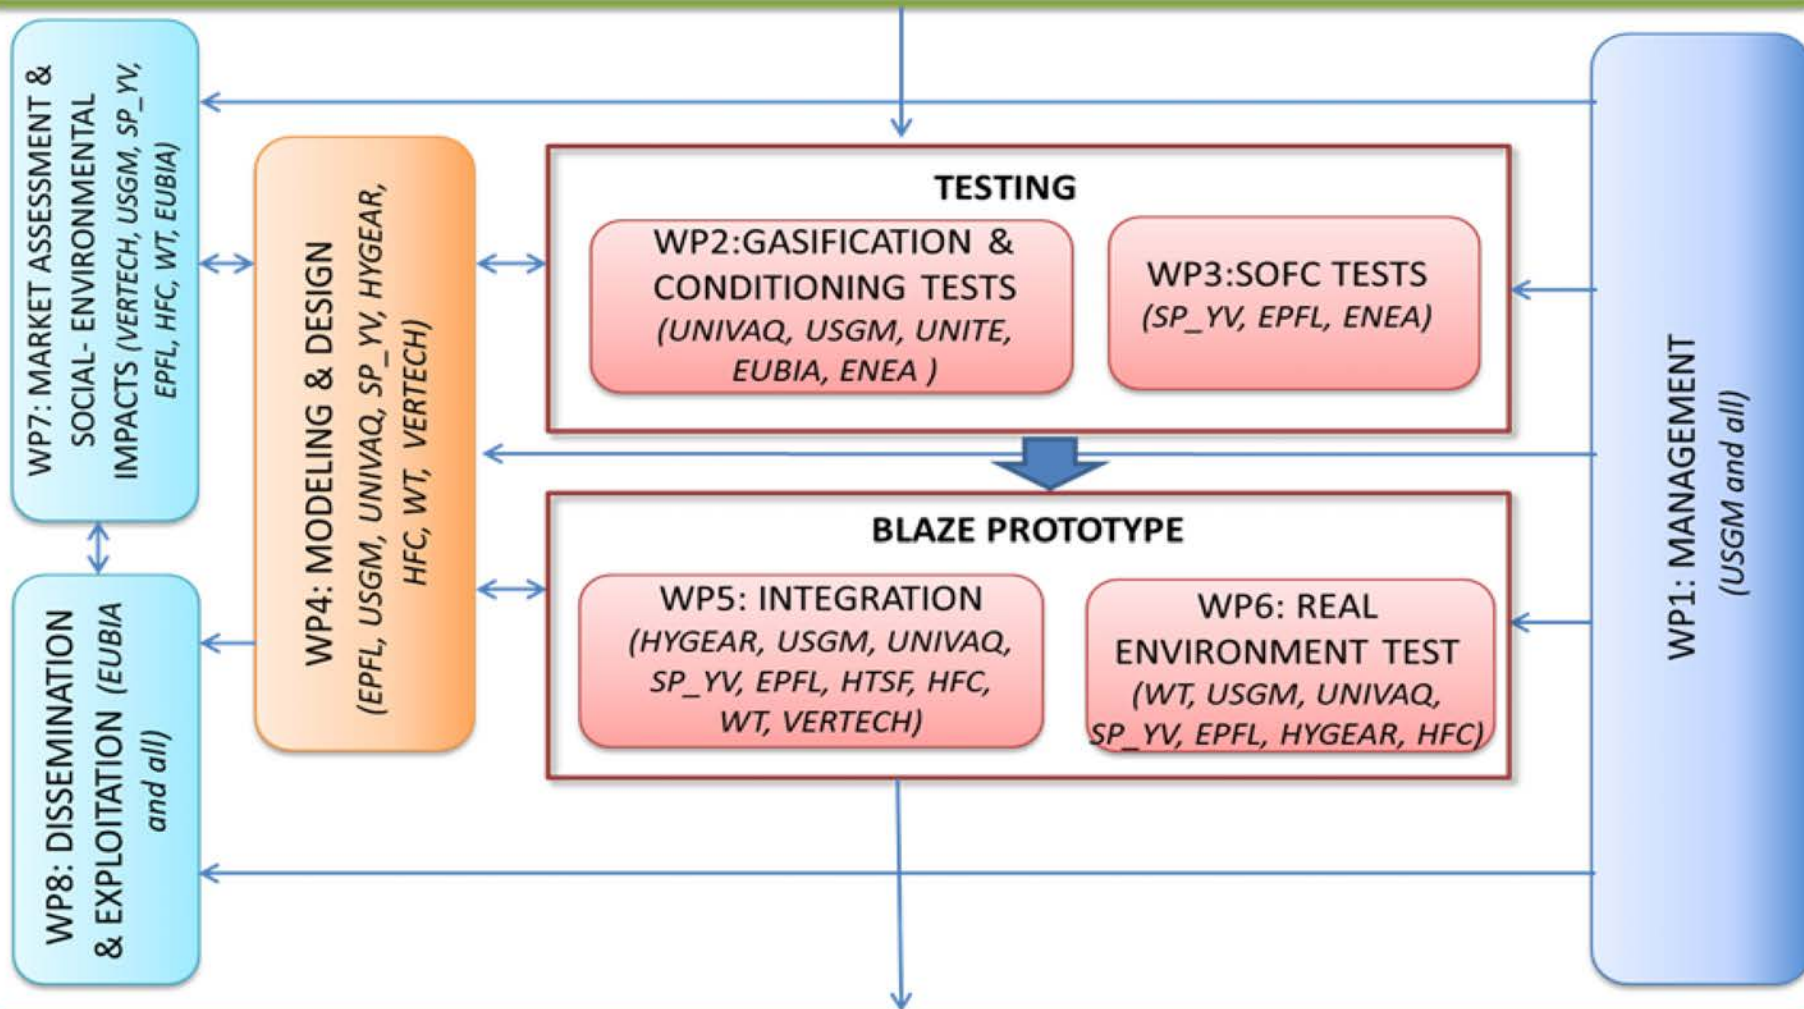 WP7: MARKET ASSESSMENT &
SOCIAL- ENVIRONMENTAL
IMPACTS (VERTECH, USGM, SP_YV,
EPFL, HFC, WT, EUBIA)
WP8: DISSEMINATION
& EXPLOITATION (EUBIA
and all)
WP4: MODELING & DESIGN
(EPFL, USGM, UNIVAQ, SP_YV, HYGEAR,
HFC, WT, VERTECH)
TESTING
WP2:GASIFICATION &
CONDITIONING TESTS
(UNIVAQ, USGM, UNITE,
EUBIA, ENEA )
WP3:SOFC TESTS
(SP_YV, EPFL, ENEA)
BLAZE PROTOTYPE
WP5: INTEGRATION
(HYGEAR, USGM, UNIVAQ,
SP_YV, EPFL, HTSF, HFC,
WT, VERTECH)
WP6: REAL
ENVIRONMENT TEST
(WT, USGM, UNIVAQ,
SP_YV, EPFL, HYGEAR, HFC)
WP1: MANAGEMENT
(USGM and all)